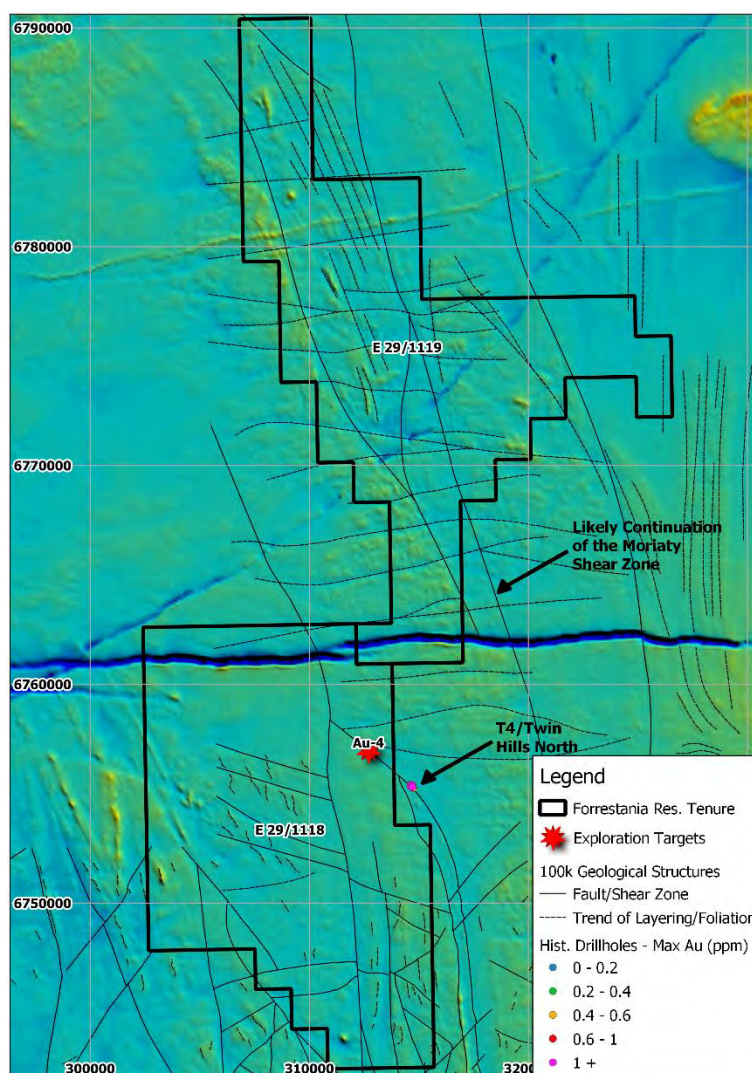 6790000
6780000
E 29/1119
6770000
Likely Continuation
of the Moriaty
Shear Zone
6760000
Au-4
T4/Twin
Hills North
E 29/1118
6750000
300000
310000
320
Legend
Forrestania Res. Tenure
Exploration Targets
100k Geological Structures
Fault/Shear Zone
Trend of Layering/Foliation
Hist. Drillholes - Max Au (ppm)
0 - 0.2
0.2 - 0.4
0.4 - 0.6
0.6 - 1
1 +